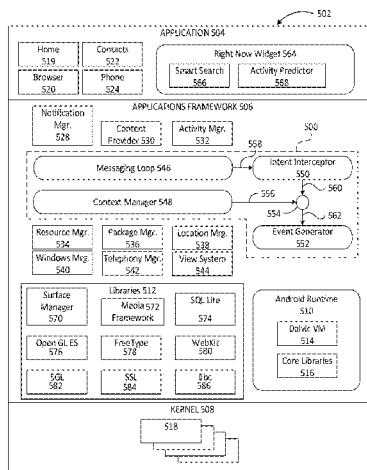 502
APPLICATION 504
Home
519
Contacts
522
Browser
520
Phone
524
Right Now Widget 564
Smart Search
566
Activity Predictor
568
APPLICATIONS FRAMEWORK 506
Notification
Mgr.
528
Content
Provider 530
Activity Mgr.
532
500
558
Messaging Loop 546
Intent Interceptor
550
560
556
Context Manager 548
554
562
Event Generator
552
Resource Mgr.
534
Package Mgr.
536
Location Mgr.
538
Windows Mrg.
540
Telephony Mgr.
542
View System
544
Libraries 512
Surface
Manager
570
Media 572
Framework
SQL Lite
574
Open GLES
576
FreeType
578
WebKit
580
SGL
582
SSL
584
libc
586
Android Runtime
510
Dalvic VM
514
Core Libraries
516
KERNEL 508
518